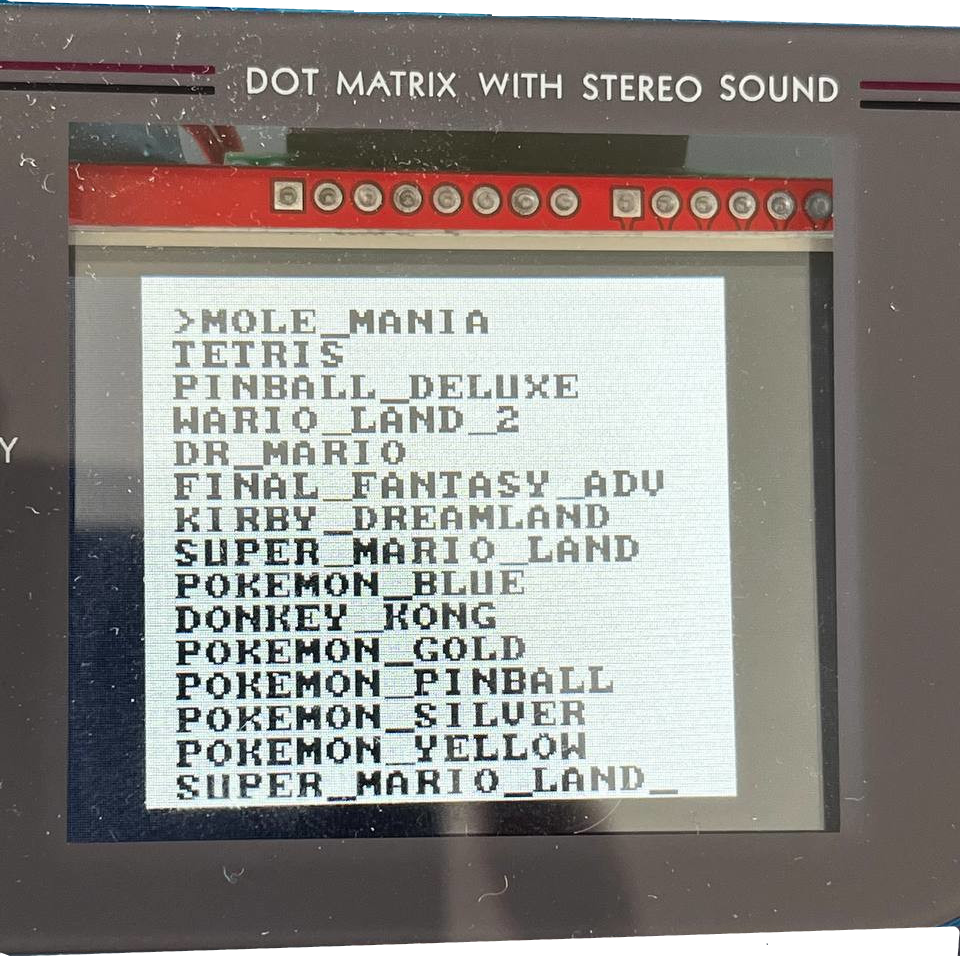 DOT MATRIX WITH STEREO SOUND
Y
>MOLE_MANIA
TETRIS
PINBALL_DELUXE
WARIO_LAND_2
DR_MARIO
FINAL_FANTASY_ADV
KIRBY_DREAMLAND
SUPER_MARIO_LAND
POKEMON_BLUE
DONKEY_KONG
POKEMON_GOLD
POKEMON_PINBALL
POKEMON_SILVER
POKEMON_YELLOW
SUPER_MARIO_LAND_